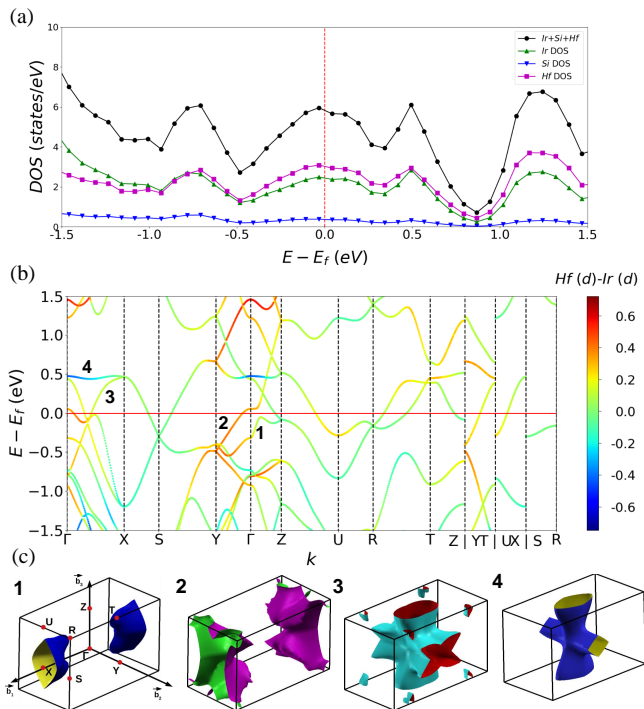 (a)
DOS (states/eV)
10
8
6
4
2
0
-1.5 -1.0 -0.5 0.0 0.5 1.0 1.5
E − E_f (eV)
Ir+Si+Hf
Ir DOS
Si DOS
Hf DOS
(b)
Hf (d)-Ir (d)
E − E_f (eV)
1.5
1.0
0.5
0.0
−0.5
−1.0
−1.5
4
3
2
1
Γ X S Y Γ Z U R T Z | YT | UX | S R
k
0.6
0.4
0.2
0.0
−0.2
−0.4
−0.6
(c)
1 2 3 4
U R Z T Γ X S Y